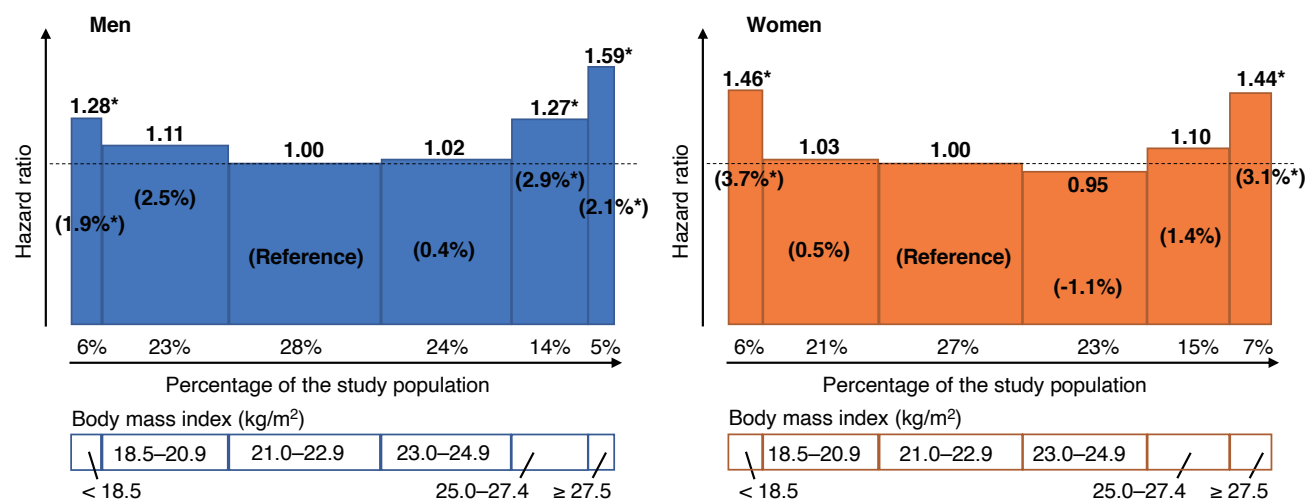 Men
Hazard ratio
1.28*
1.11
1.00
1.02
1.27*
1.59*
(1.9%*)
(2.5%)
(Reference)
(0.4%)
(2.9%*)
(2.1%*)
6% 23% 28% 24% 14% 5%
Percentage of the study population
Body mass index (kg/m²)
18.5–20.9 21.0–22.9 23.0–24.9
< 18.5 25.0–27.4 ≥ 27.5
Women
Hazard ratio
1.46*
1.03
1.00
0.95
1.10
1.44*
(3.7%*)
(0.5%)
(Reference)
(-1.1%)
(1.4%)
(3.1%*)
6% 21% 27% 23% 15% 7%
Percentage of the study population
Body mass index (kg/m²)
18.5–20.9 21.0–22.9 23.0–24.9
< 18.5 25.0–27.4 ≥ 27.5